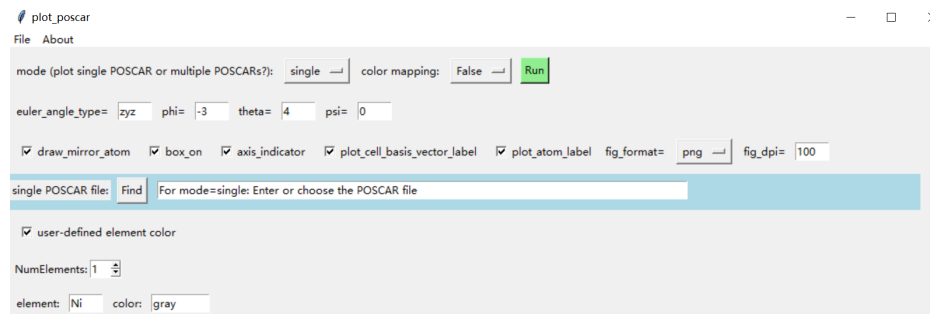 plot_poscar
File About
mode (plot single POSCAR or multiple POSCARs?): single color mapping: False Run
euler_angle_type= zyz phi= -3 theta= 4 psi= 0
draw_mirror_atom box_on axis_indicator plot_cell_basis_vector_label plot_atom_label fig_format= png fig_dpi= 100
single POSCAR file: Find For mode=single: Enter or choose the POSCAR file
user-defined element color
NumElements: 1
element: Ni color: gray